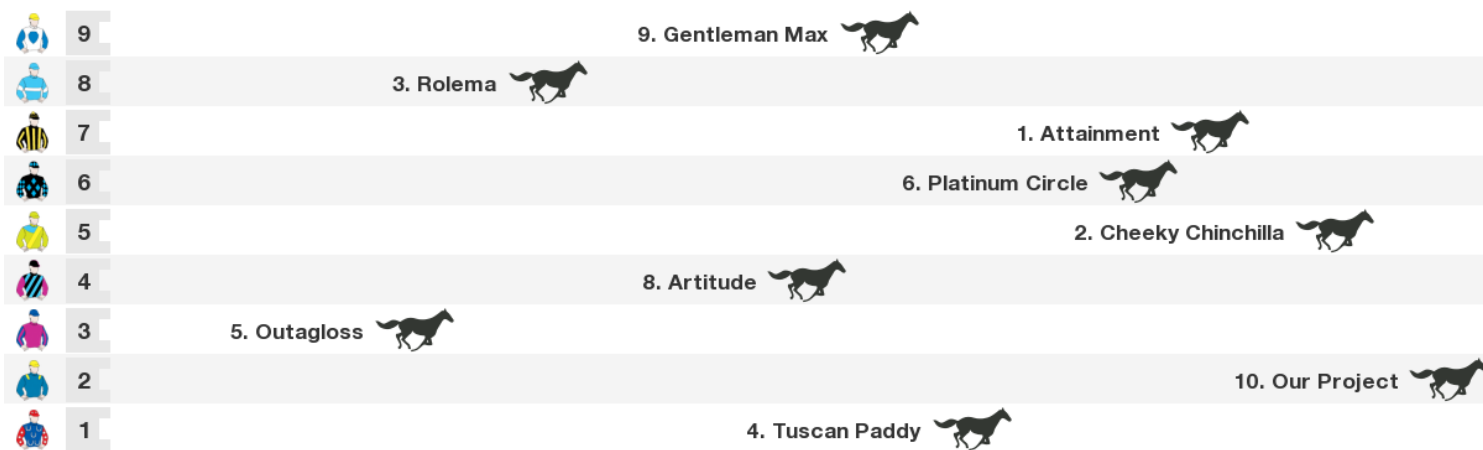 9 9. Gentleman Max
8 3. Rolema
7 1. Attainment
6 6. Platinum Circle
5 2. Cheeky Chinchilla
4 8. Artitude
3 5. Outagloss
2 10. Our Project
1 4. Tuscan Paddy